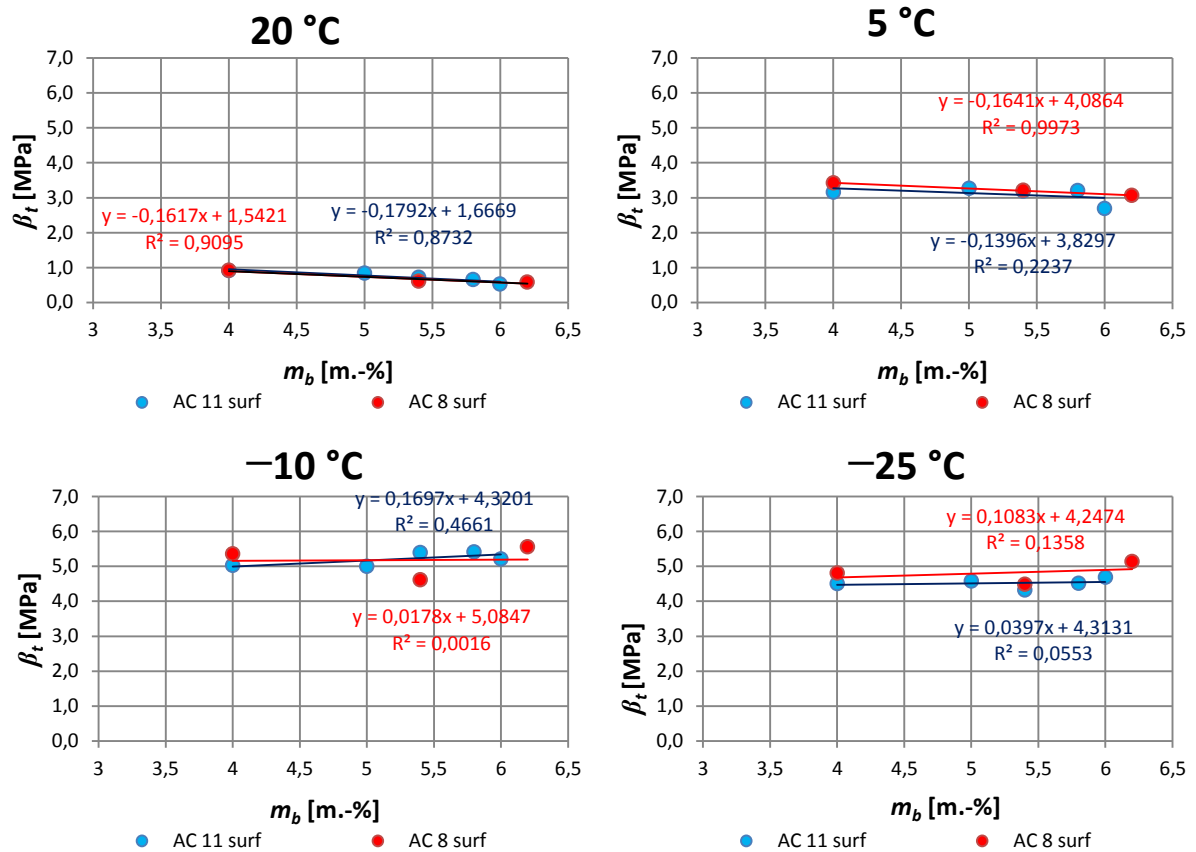 20 °C
7,0
6,0
5,0
4,0
3,0
2,0
1,0
0,0
βt [MPa]
y = -0,1617x + 1,5421
R² = 0,9095
y = -0,1792x + 1,6669
R² = 0,8732
3 3,5 4 4,5 5 5,5 6 6,5
mb [m.-%]
AC 11 surf AC 8 surf
5 °C
7,0
6,0
5,0
4,0
3,0
2,0
1,0
0,0
βt [MPa]
y = -0,1641x + 4,0864
R² = 0,9973
y = -0,1396x + 3,8297
R² = 0,2237
3 3,5 4 4,5 5 5,5 6 6,5
mb [m.-%]
AC 11 surf AC 8 surf
—10 °C
7,0
6,0
5,0
4,0
3,0
2,0
1,0
0,0
βt [MPa]
y = 0,1697x + 4,3201
R² = 0,4661
y = 0,0178x + 5,0847
R² = 0,0016
3 3,5 4 4,5 5 5,5 6 6,5
mb [m.-%]
AC 11 surf AC 8 surf
—25 °C
7,0
6,0
5,0
4,0
3,0
2,0
1,0
0,0
βt [MPa]
y = 0,1083x + 4,2474
R² = 0,1358
y = 0,0397x + 4,3131
R² = 0,0553
3 3,5 4 4,5 5 5,5 6 6,5
mb [m.-%]
AC 11 surf AC 8 surf